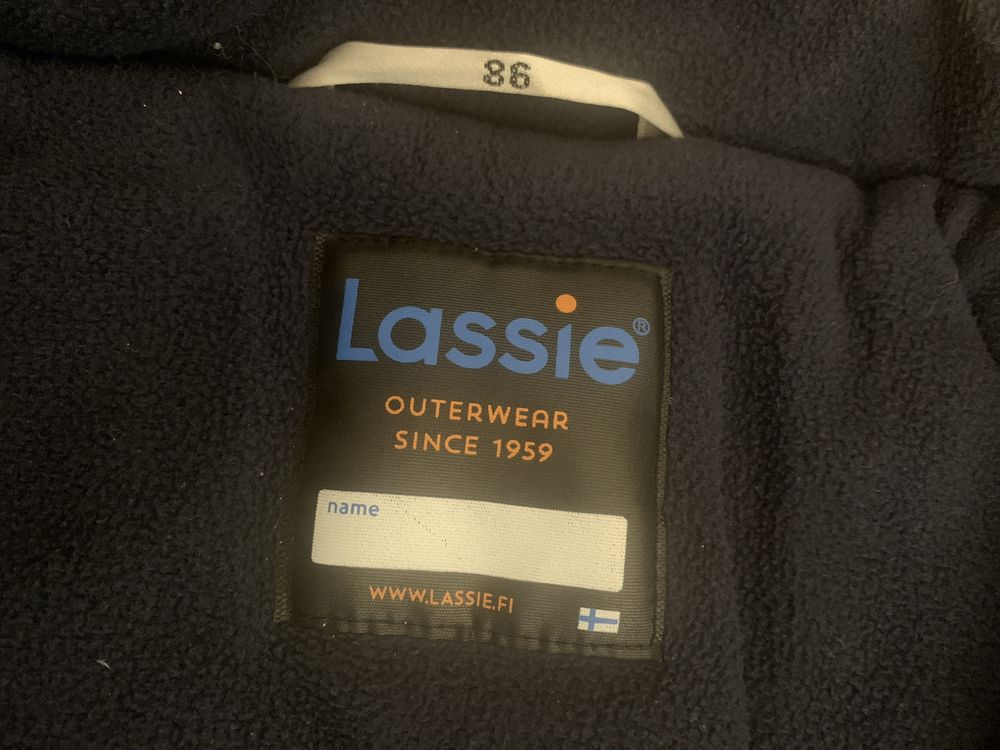 86
Lassie®
OUTERWEAR
SINCE 1959
name
WWW.LASSIE.FI